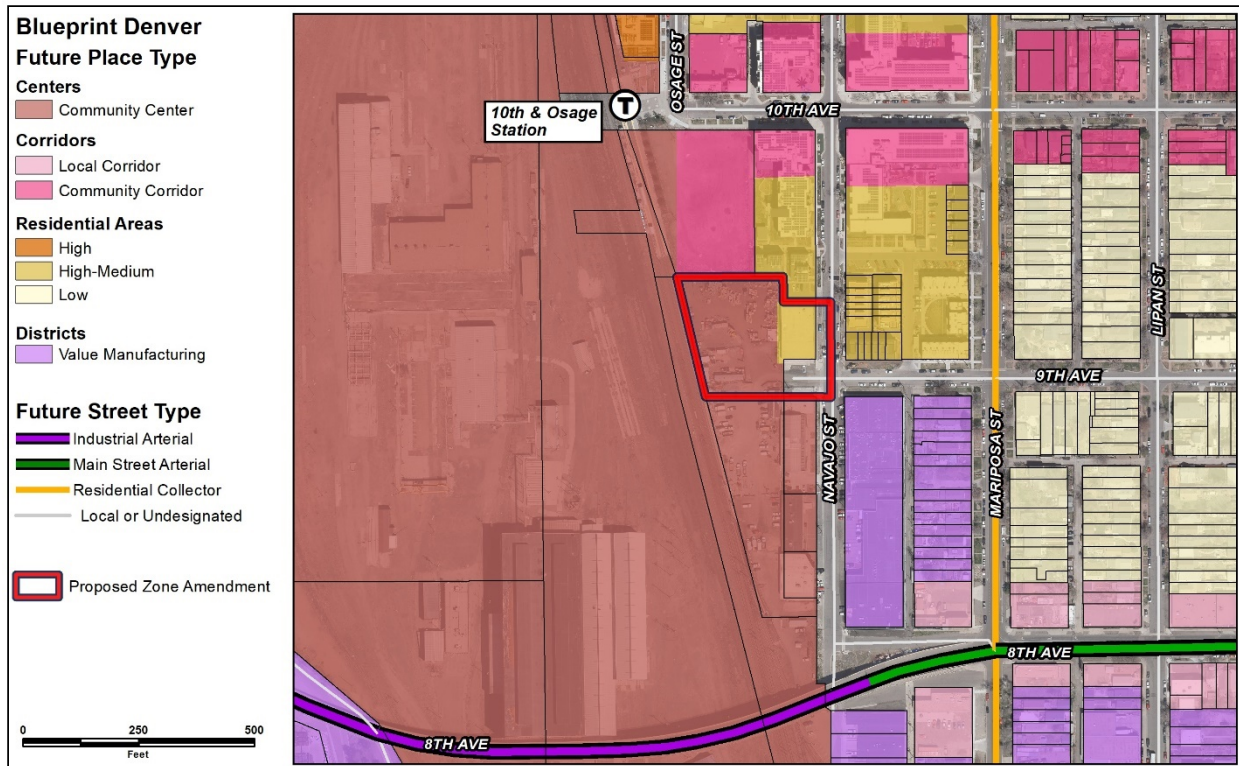 Blueprint Denver
Future Place Type
Centers
Community Center
Corridors
Local Corridor
Community Corridor
Residential Areas
High
High-Medium
Low
Districts
Value Manufacturing
Future Street Type
Industrial Arterial
Main Street Arterial
Residential Collector
Local or Undesignated
Proposed Zone Amendment
0 250 500
Feet
OSAGE ST
T
10th & Osage
Station
10TH AVE
LIPAN ST
9TH AVE
NAVAJO ST
MARIPOSA ST
8TH AVE
8TH AVE